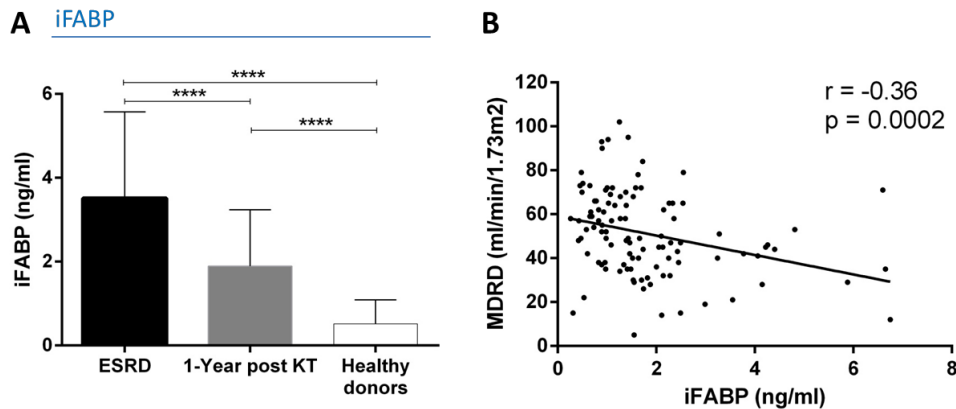 A iFABP
****
**** ****
6
4
2
0
iFABP (ng/ml)
ESRD 1-Year post KT Healthy
donors
B
r = -0.36
p = 0.0002
120
100
80
60
40
20
0
MDRD (ml/min/1.73m2)
0 2 4 6 8
iFABP (ng/ml)